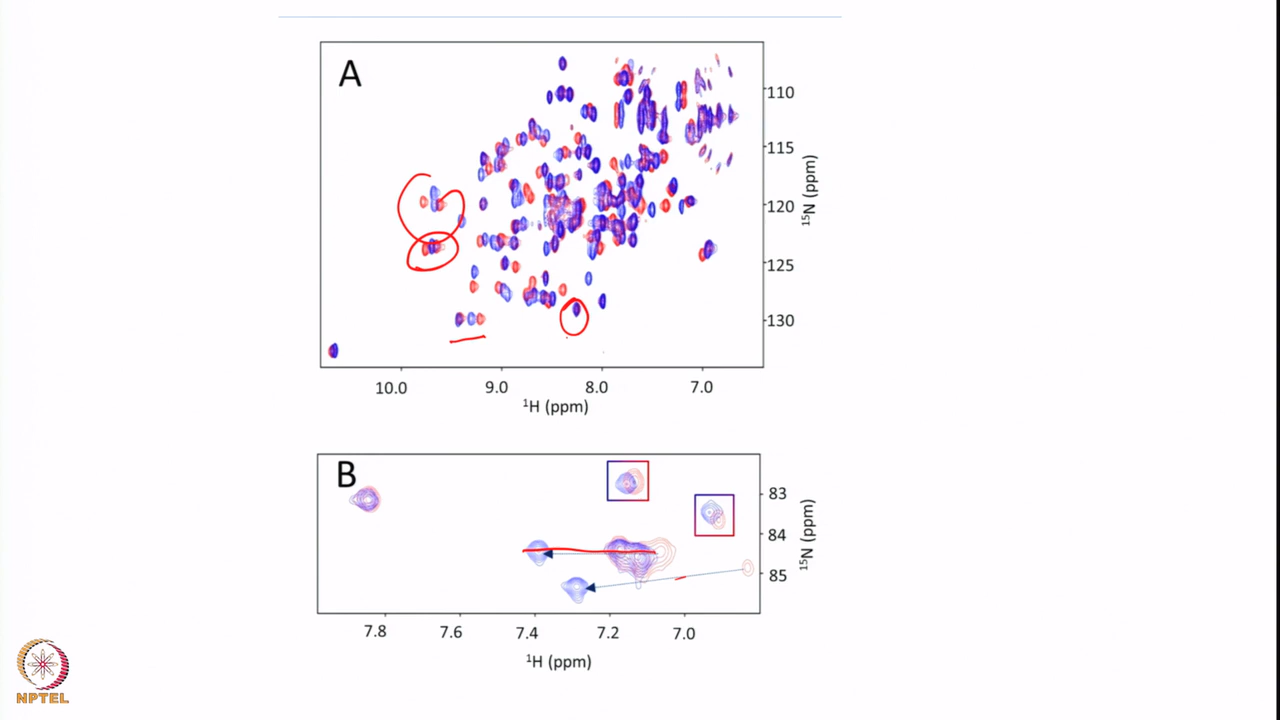 A
110
115
120
125
130
¹⁵N (ppm)
10.0 9.0 8.0 7.0
¹H (ppm)
B
83
84
85
¹⁵N (ppm)
7.8 7.6 7.4 7.2 7.0
¹H (ppm)
NPTEL